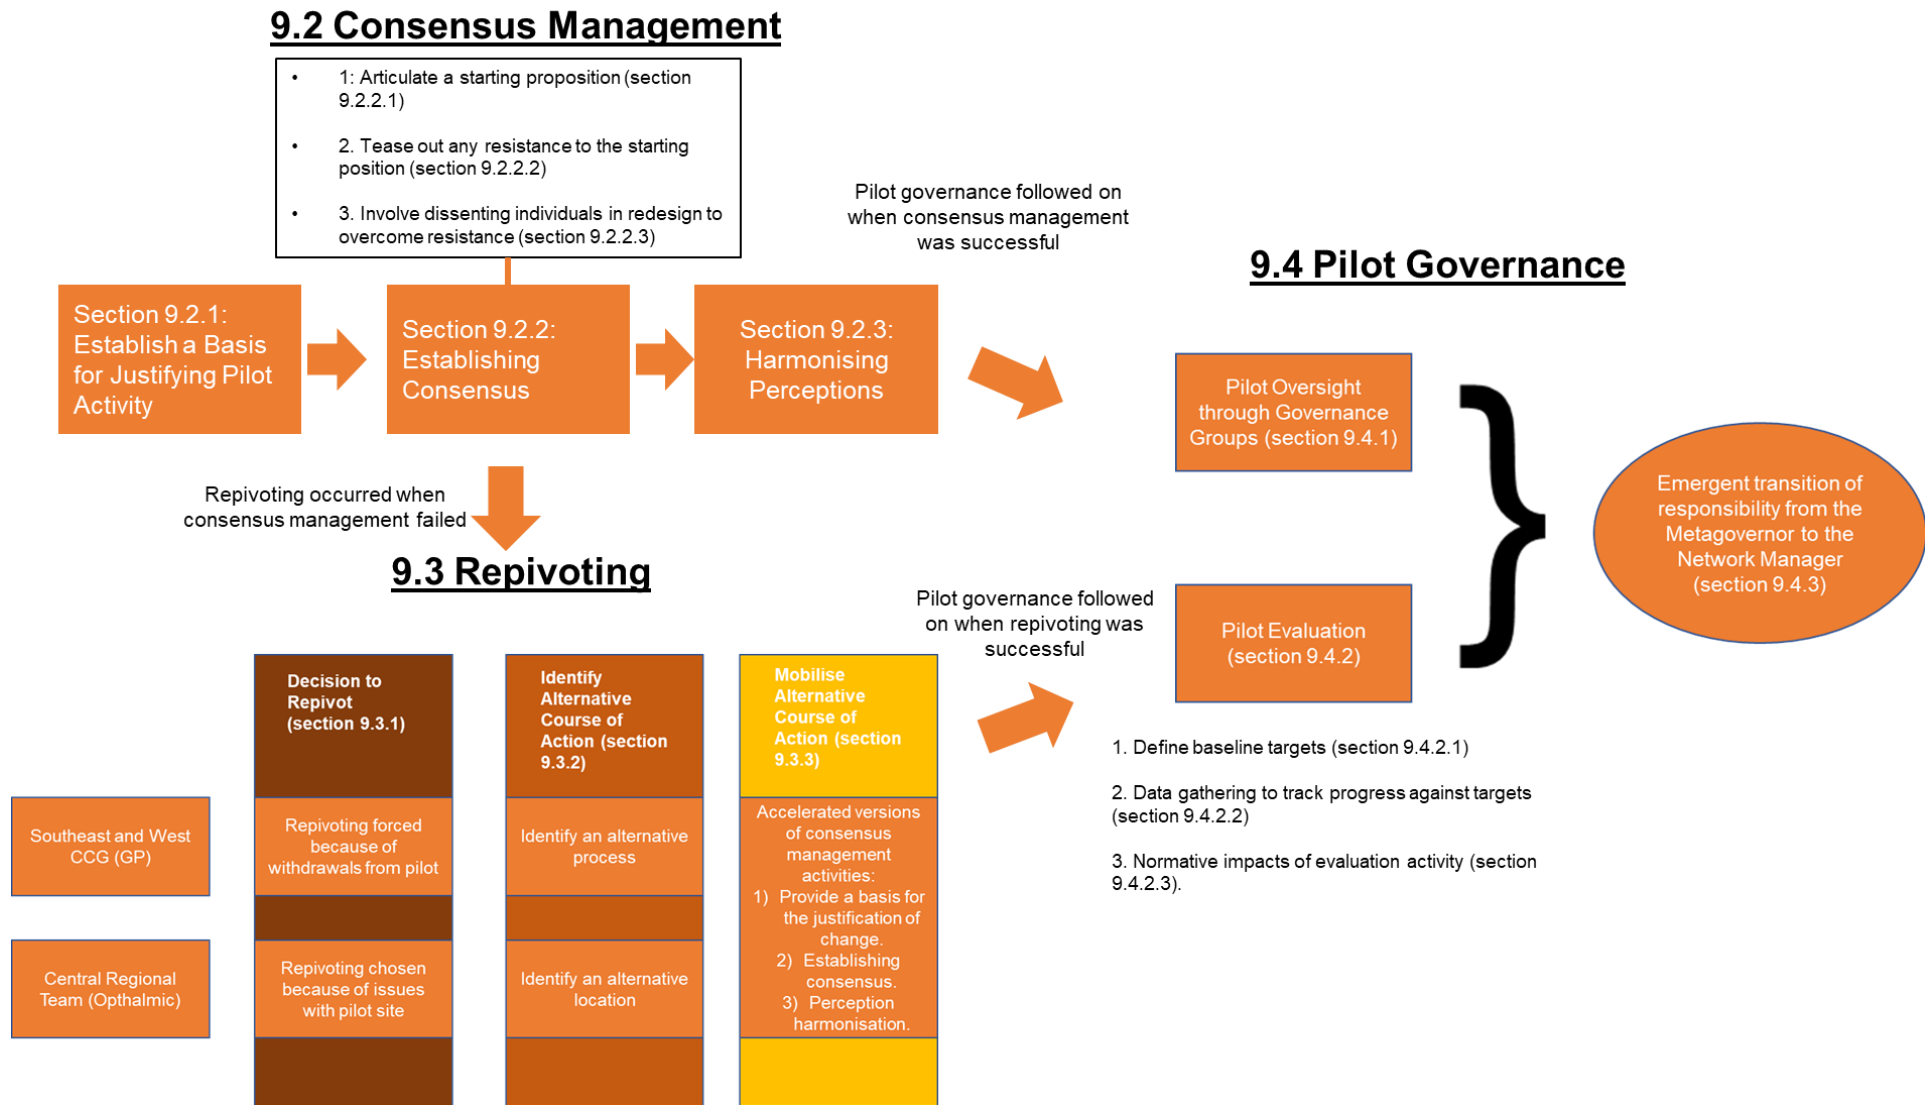 9.2 Consensus Management
• 1: Articulate a starting proposition (section
9.2.2.1)
• 2. Tease out any resistance to the starting
position (section 9.2.2.2)
• 3. Involve dissenting individuals in redesign to
overcome resistance (section 9.2.2.3)
Section 9.2.1:
Establish a Basis
for Justifying Pilot
Activity
Section 9.2.2:
Establishing
Consensus
Section 9.2.3:
Harmonising
Perceptions
Pilot governance followed on
when consensus management
was successful
Repivoting occurred when
consensus management failed
9.3 Repivoting
Decision to
Repivot
(section 9.3.1)
Identify
Alternative
Course of
Action (section
9.3.2)
Mobilise
Alternative
Course of
Action (section
9.3.3)
Southeast and West
CCG (GP)
Repivoting forced
because of
withdrawals from pilot
Identify an alternative
process
Accelerated versions
of consensus
management
activities:
1) Provide a basis for
the justification of
change.
2) Establishing
consensus.
3) Perception
harmonisation.
Central Regional
Team (Opthalmic)
Repivoting chosen
because of issues
with pilot site
Identify an alternative
location
Pilot governance followed
on when repivoting was
successful
9.4 Pilot Governance
Pilot Oversight
through Governance
Groups (section 9.4.1)
Pilot Evaluation
(section 9.4.2)
1. Define baseline targets (section 9.4.2.1)
2. Data gathering to track progress against targets
(section 9.4.2.2)
3. Normative impacts of evaluation activity (section
9.4.2.3).
Emergent transition of
responsibility from the
Metagovernor to the
Network Manager
(section 9.4.3)